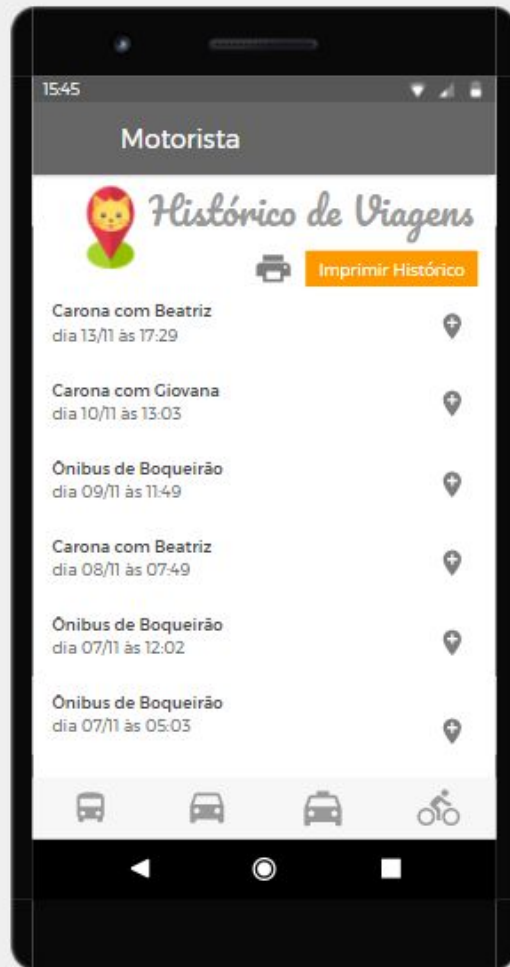 15:45
Motorista
Histórico de Viagens
Imprimir Histórico
Carona com Beatriz
dia 13/11 às 17:29
Carona com Giovana
dia 10/11 às 13:03
Ônibus de Boqueirão
dia 09/11 às 11:49
Carona com Beatriz
dia 08/11 às 07:49
Ônibus de Boqueirão
dia 07/11 às 12:02
Ônibus de Boqueirão
dia 07/11 às 05:03